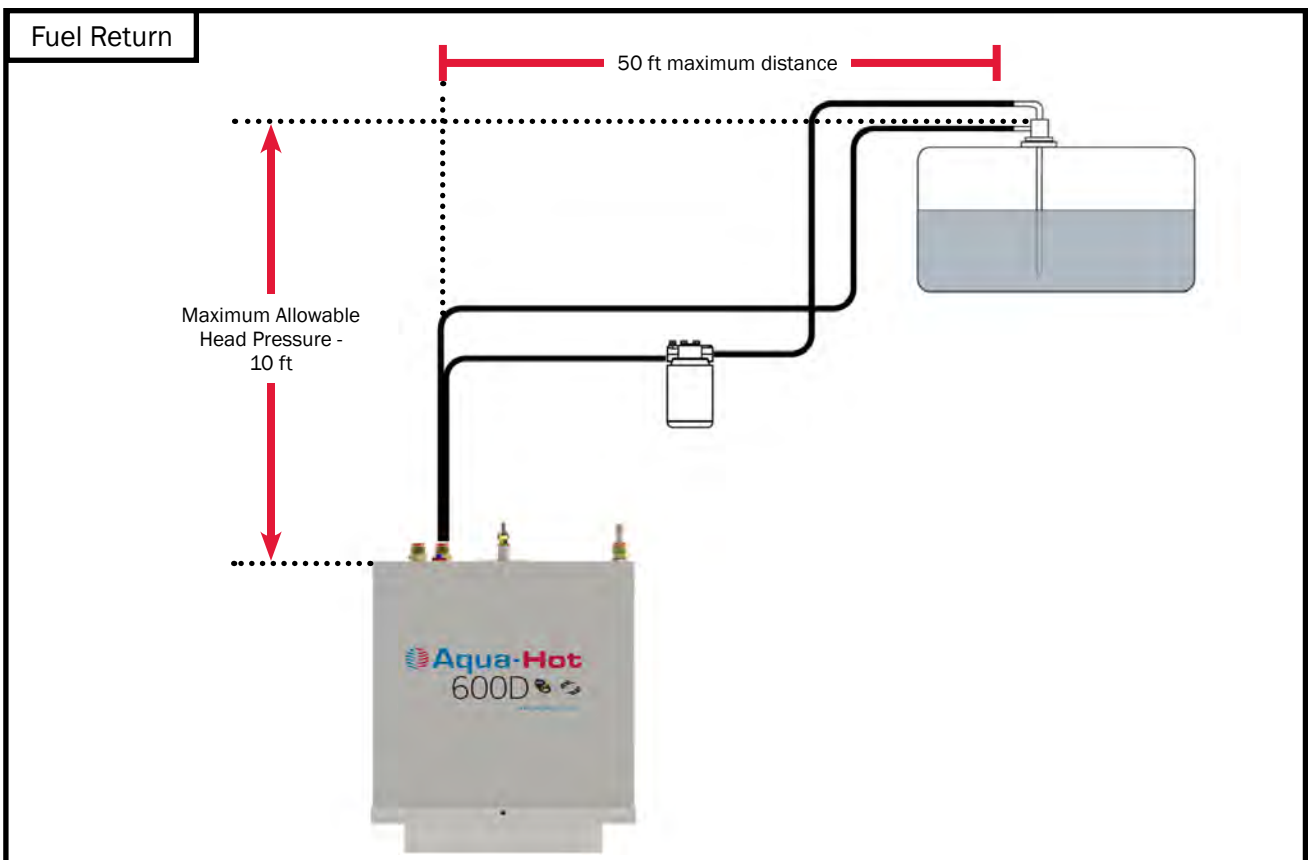 Fuel Return
50 ft maximum distance
Maximum Allowable
Head Pressure -
10 ft
Aqua-Hot
600D